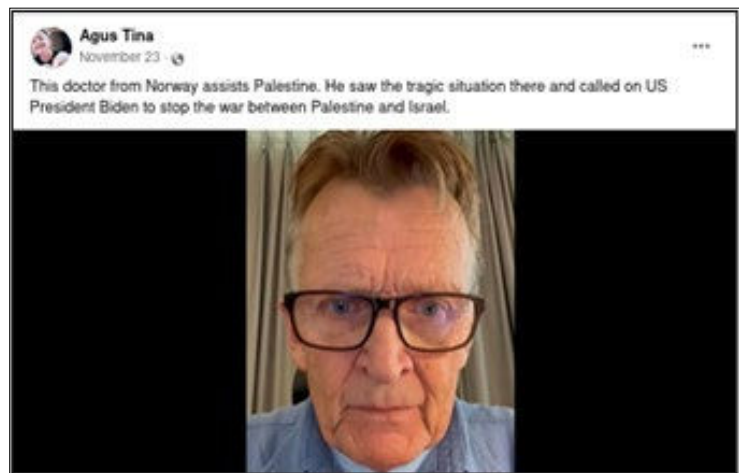 Agus Tina
November 23
This doctor from Norway assists Palestine. He saw the tragic situation there and called on US
President Biden to stop the war between Palestine and Israel.